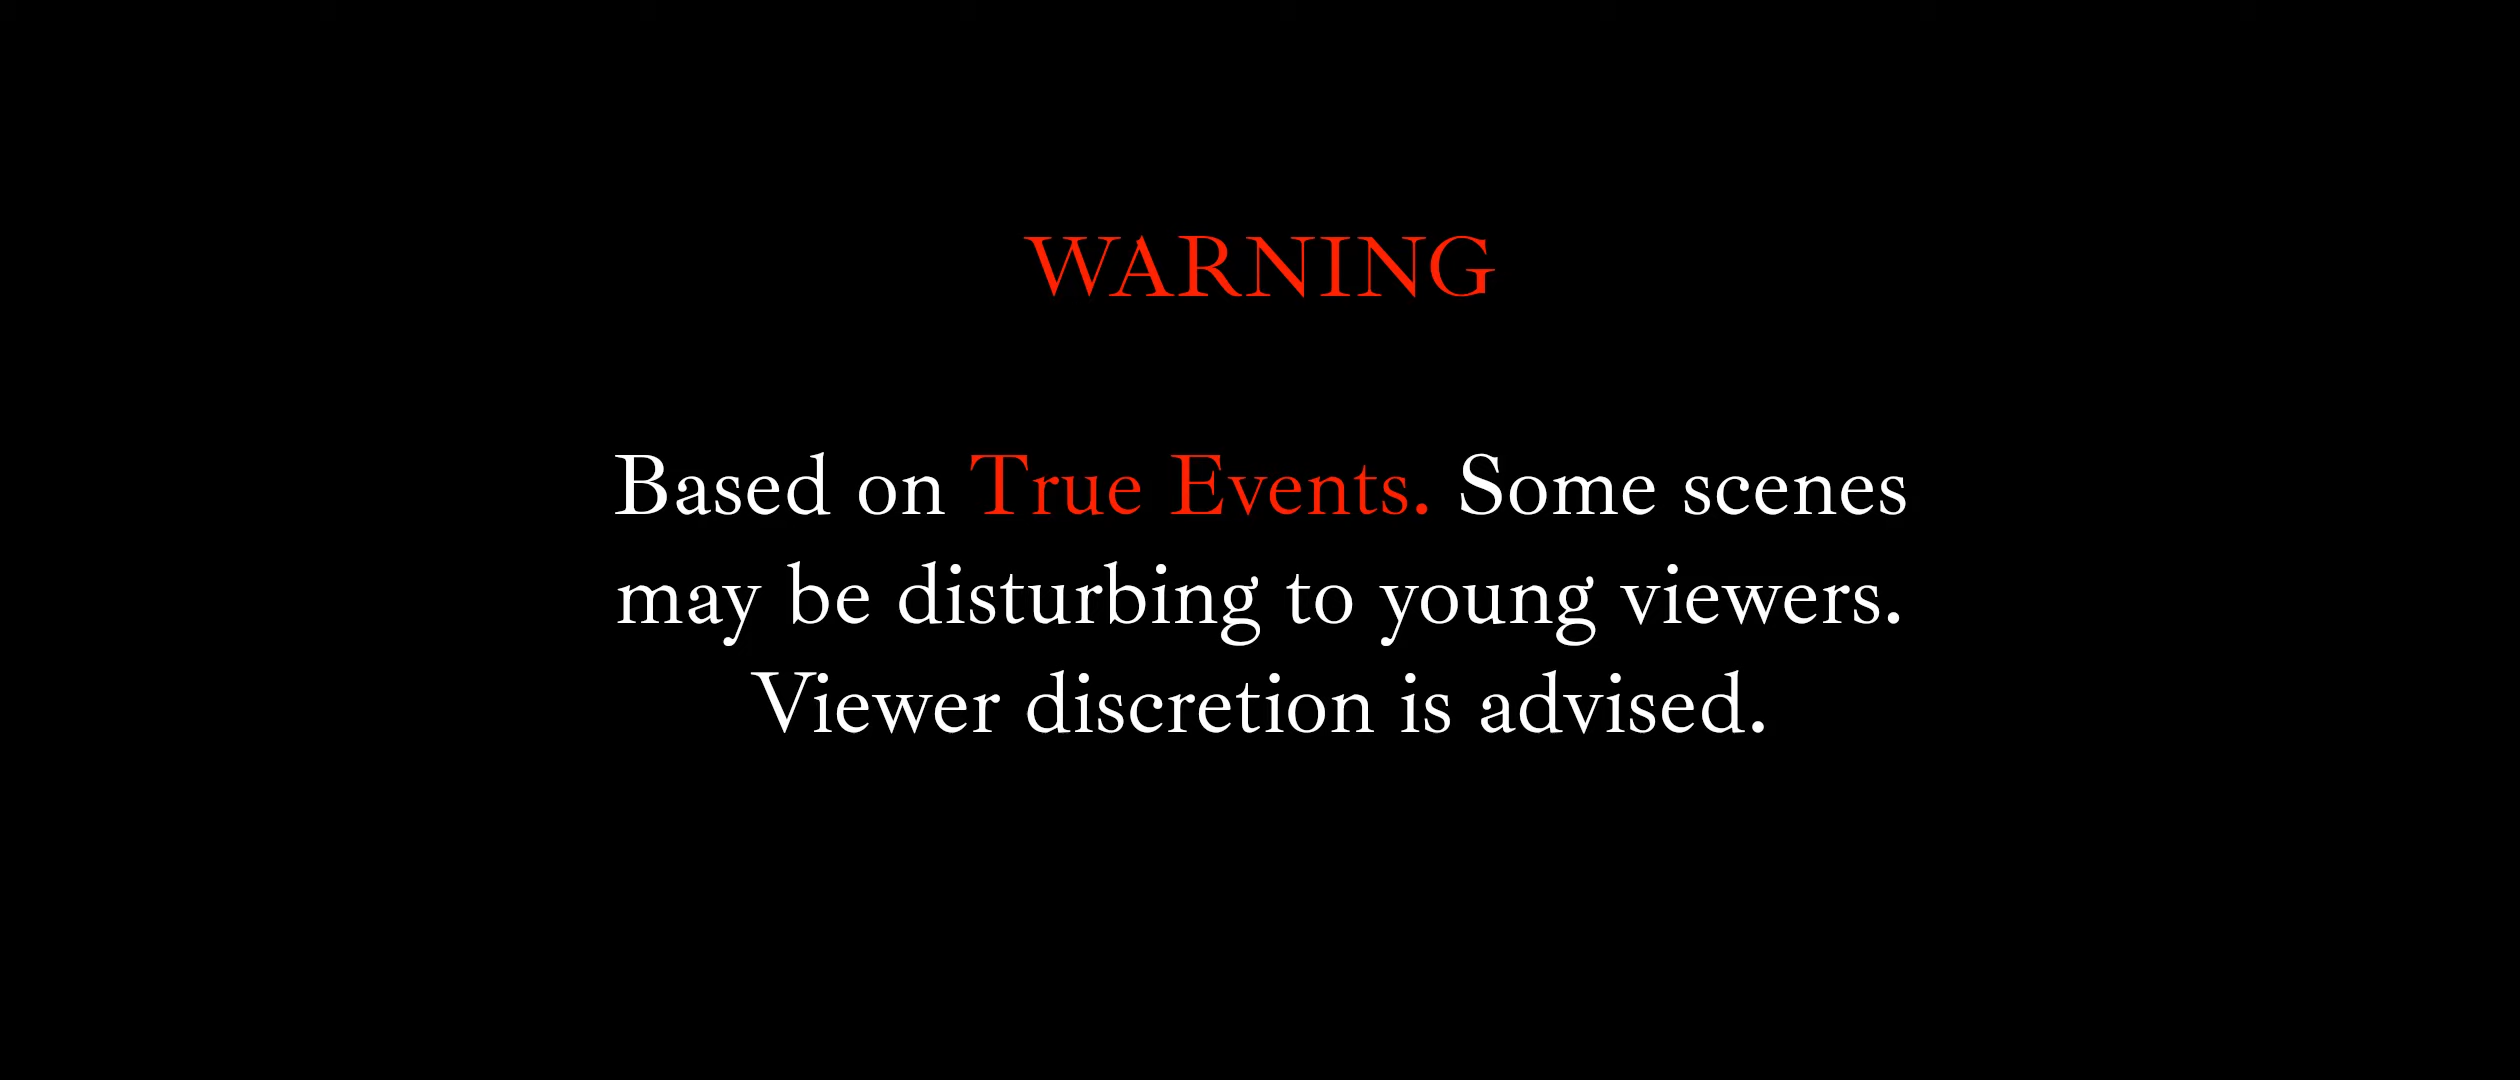 WARNING
Based on True Events. Some scenes
may be disturbing to young viewers.
Viewer discretion is advised.